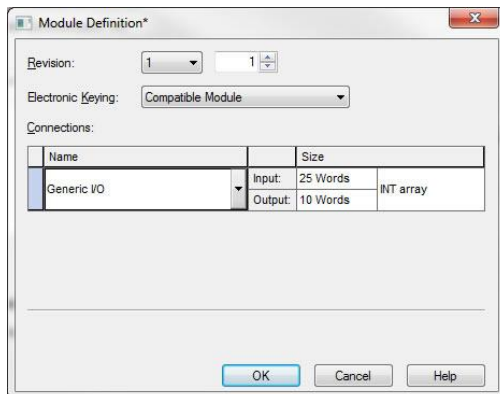 Module Definition*
Revision: 1 1
Electronic Keying: Compatible Module
Connections:
Name Size
Generic I/O Input: 25 Words INT array
Output: 10 Words
OK Cancel Help